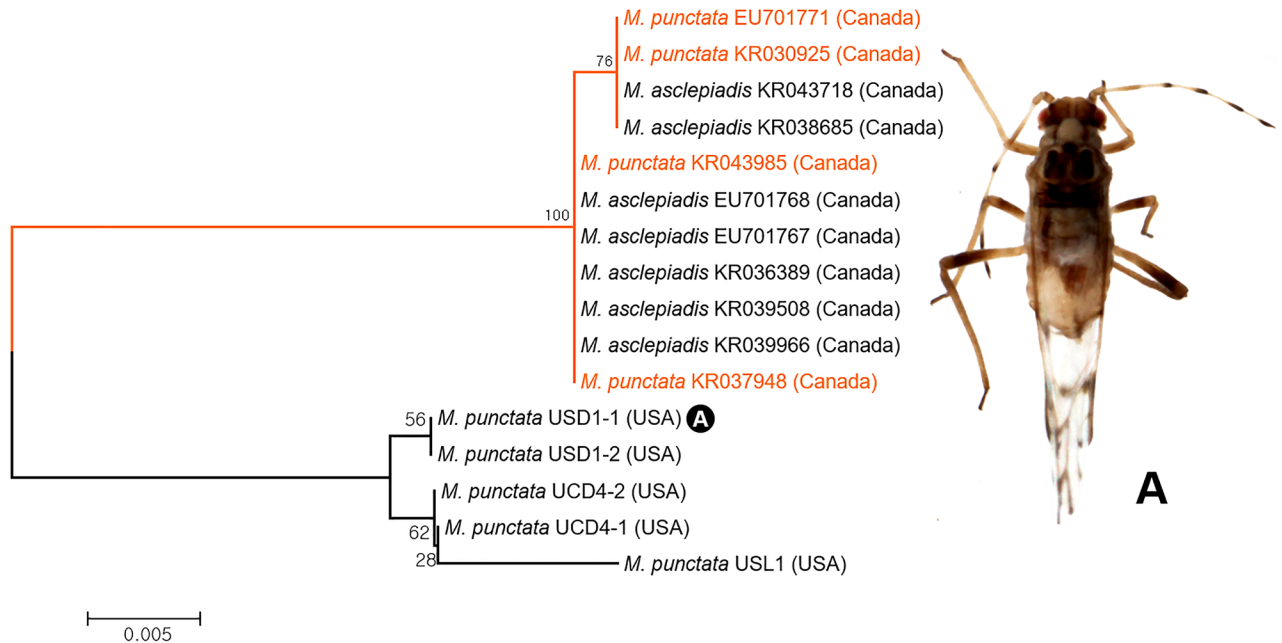 M. punctata EU701771 (Canada)
76
M. punctata KR030925 (Canada)
M. asclepiadis KR043718 (Canada)
M. asclepiadis KR038685 (Canada)
M. punctata KR043985 (Canada)
M. asclepiadis EU701768 (Canada)
100
M. asclepiadis EU701767 (Canada)
M. asclepiadis KR036389 (Canada)
M. asclepiadis KR039508 (Canada)
M. asclepiadis KR039966 (Canada)
M. punctata KR037948 (Canada)
56 M. punctata USD1-1 (USA) A
M. punctata USD1-2 (USA)
M. punctata UCD4-2 (USA)
A
M. punctata UCD4-1 (USA)
62
28
M. punctata USL1 (USA)
0.005